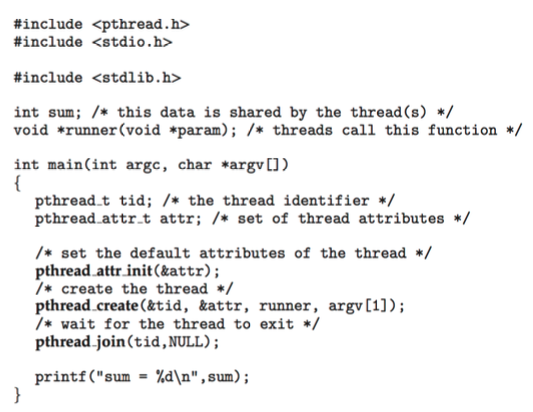 #include <pthread.h>
#include <stdio.h>
#include <stdlib.h>
int sum; /* this data is shared by the thread(s) */
void *runner(void *param); /* threads call this function */
int main(int argc, char *argv[])
{
pthread_t tid; /* the thread identifier */
pthread_attr_t attr; /* set of thread attributes */
/* set the default attributes of the thread */
pthread_attr_init(&attr);
/* create the thread */
pthread_create(&tid, &attr, runner, argv[1]);
/* wait for the thread to exit */
pthread_join(tid,NULL);
printf("sum = %d\n",sum);
}